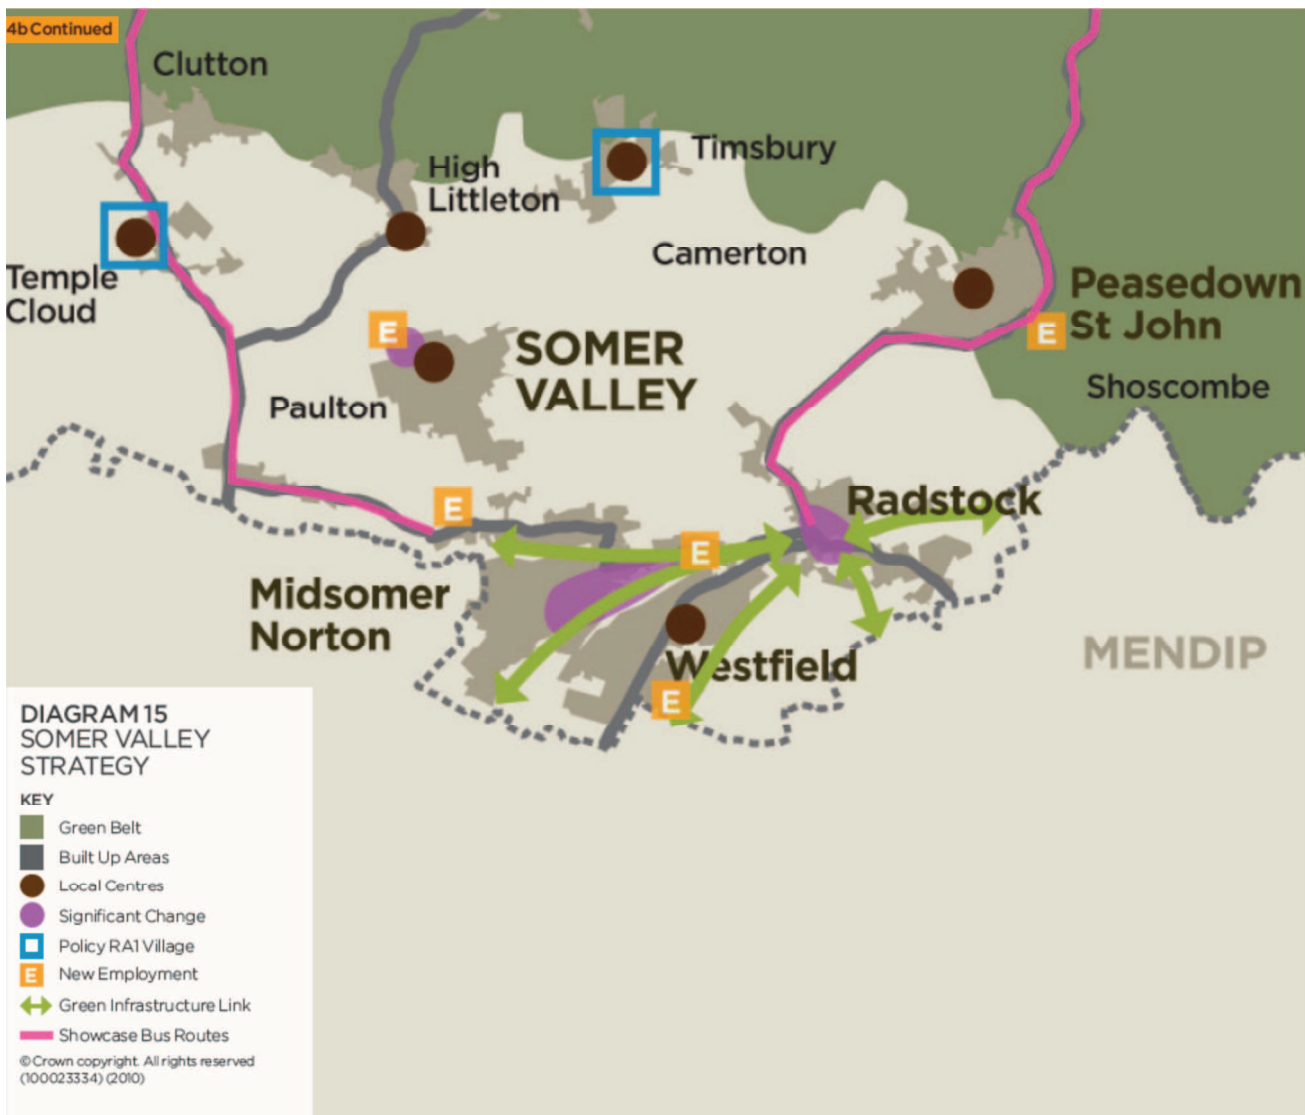 4b Continued
Clutton
High
Littleton
Timsbury
Camerton
Temple
Cloud
Peasedown
St John
E
E
SOMER
VALLEY
Shoscombe
Paulton
E
Radstock
E
Midsomer
Norton
Westfield
E
MENDIP
DIAGRAM 15
SOMER VALLEY
STRATEGY
KEY
Green Belt
Built Up Areas
Local Centres
Significant Change
Policy RA1 Village
E New Employment
Green Infrastructure Link
Showcase Bus Routes
© Crown copyright. All rights reserved
(100023334) (2010)